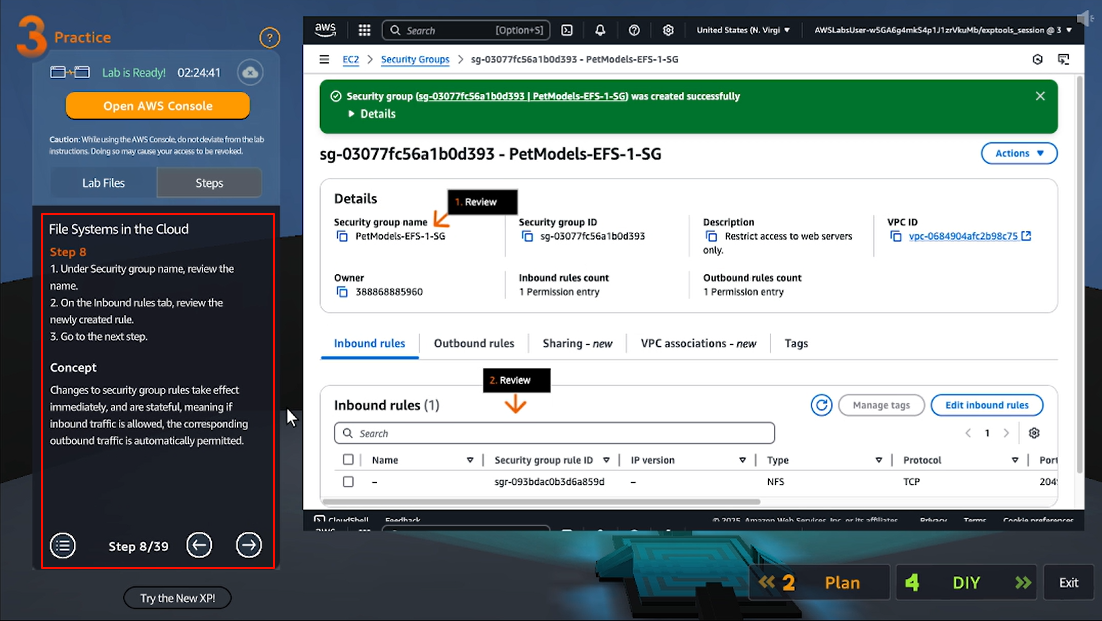 3 Practice
?
Lab is Ready! 02:24:41
Open AWS Console
Caution: While using the AWS Console, do not deviate from the lab
instructions. Doing so may cause your access to be revoked.
Lab Files
Steps
File Systems in the Cloud
Step 8
1. Under Security group name, review the
name.
2. On the Inbound rules tab, review the
newly created rule.
3. Go to the next step.
Concept
Changes to security group rules take effect
immediately, and are stateful, meaning if
inbound traffic is allowed, the corresponding
outbound traffic is automatically permitted.
Step 8/39
Try the New XP!
aws
Search [Option+S]
United States (N. Virgi
AWSLabsUser-w5GA6g4mkS4p1J1zrVkuMb/exptools_session @ 3
EC2 > Security Groups > sg-03077fc56a1b0d393 - PetModels-EFS-1-SG
Security group (sg-03077fc56a1b0d393 | PetModels-EFS-1-SG) was created successfully
Details
sg-03077fc56a1b0d393 - PetModels-EFS-1-SG
Actions
Details
1. Review
Security group name
PetModels-EFS-1-SG
Security group ID
sg-03077fc56a1b0d393
Description
Restrict access to web servers
only.
VPC ID
vpc-0684904afc2b98c75
Owner
388868885960
Inbound rules count
1 Permission entry
Outbound rules count
1 Permission entry
Inbound rules
Outbound rules
Sharing - new
VPC associations - new
Tags
2. Review
Inbound rules (1)
Manage tags
Edit inbound rules
Search
1
Name Security group rule ID IP version Type Protocol Port
– sgr-093bdac0b3d6a859d – NFS TCP 204
CloudShell Feedback © 2025, Amazon Web Services, Inc. or its affiliates. Privacy Terms Cookie preferences
2 Plan
4 DIY
Exit